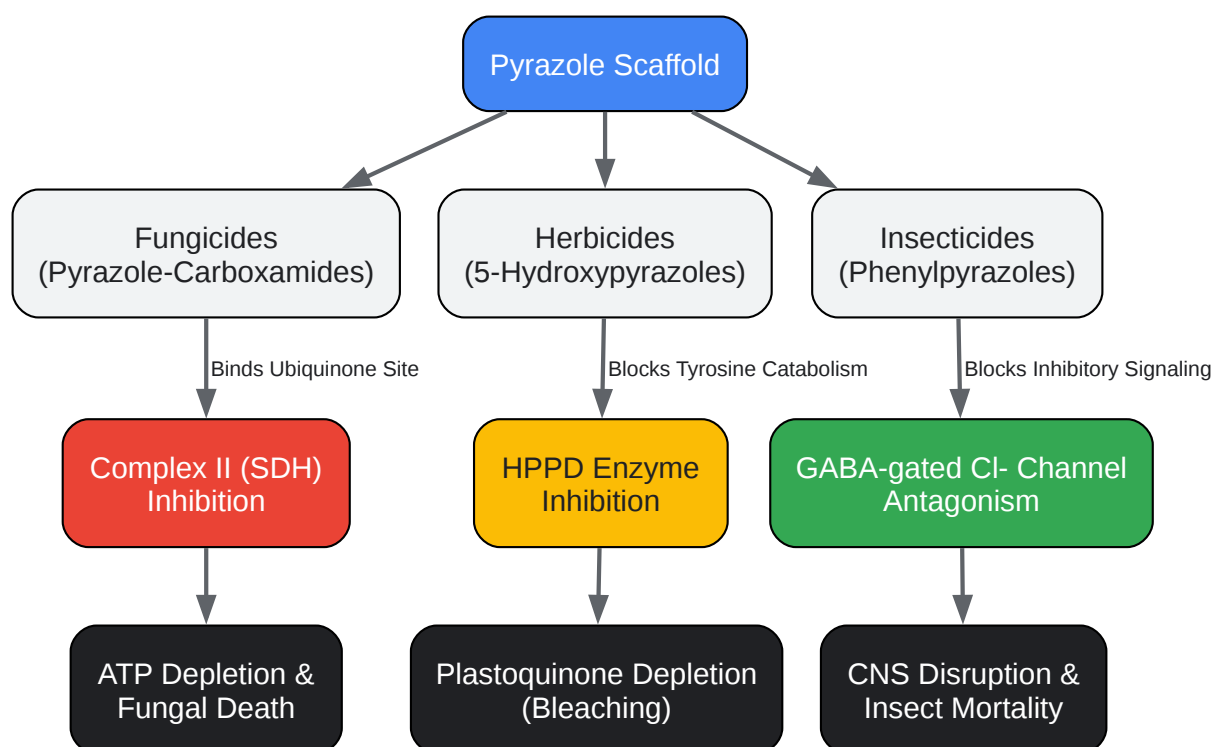 Pyrazole Scaffold
Fungicides
(Pyrazole-Carboxamides)
Herbicides
(5-Hydroxypyrazoles)
Insecticides
(Phenylpyrazoles)
Binds Ubiquinone Site
Blocks Tyrosine Catabolism
Blocks Inhibitory Signaling
Complex II (SDH)
Inhibition
HPPD Enzyme
Inhibition
GABA-gated Cl- Channel
Antagonism
ATP Depletion &
Fungal Death
Plastoquinone Depletion
(Bleaching)
CNS Disruption &
Insect Mortality